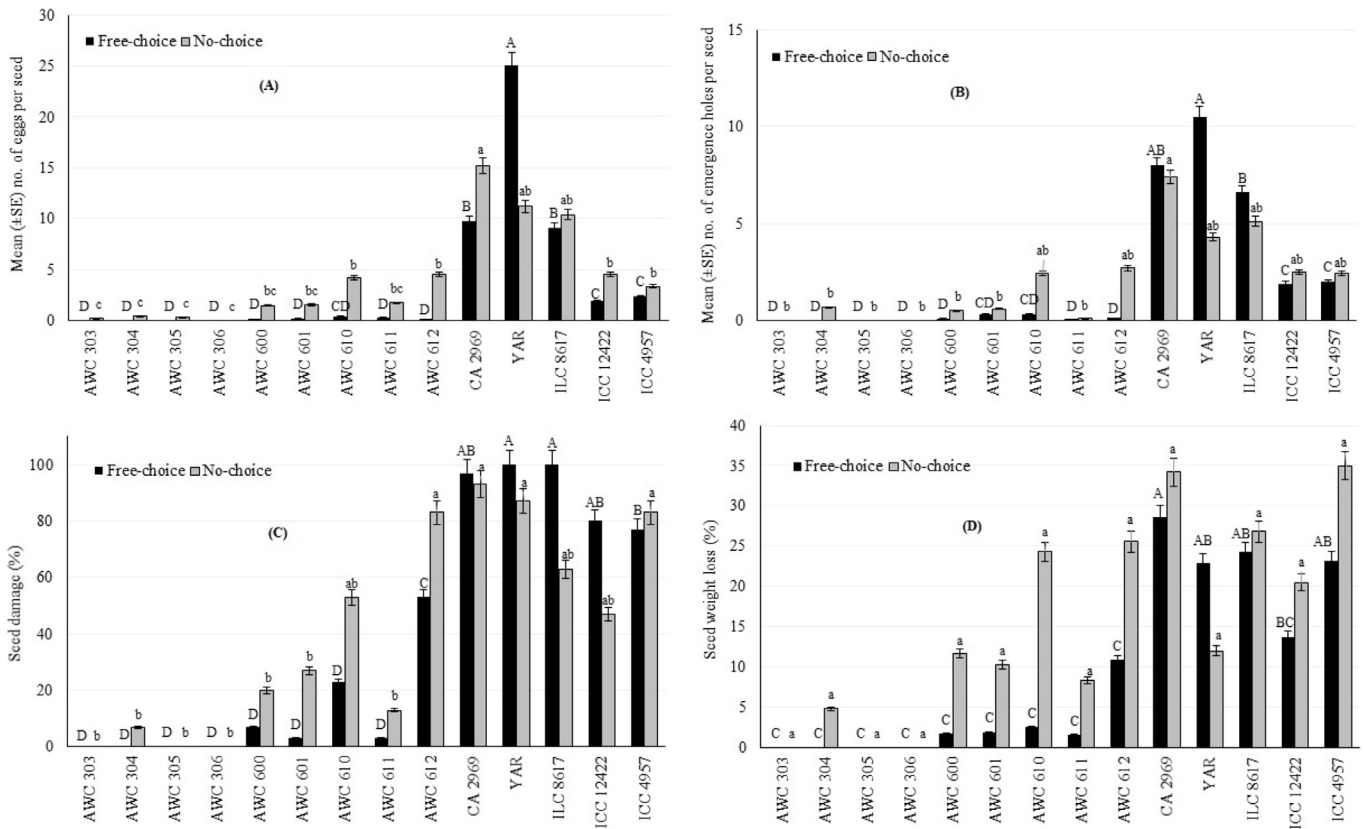 Mean (±SE) no. of eggs per seed
30
25
20
15
10
5
0
Free-choice No-choice
(A)
D c D c D c D c D bc D bc CD b D bc D b B a A ab B ab C b C b
AWC 303 AWC 304 AWC 305 AWC 306 AWC 600 AWC 601 AWC 610 AWC 611 AWC 612 CA 2969 YAR ILC 8617 ICC 12422 ICC 4957
Mean (±SE) no. of emergence holes per seed
15
10
5
0
Free-choice No-choice
(B)
D b D b D b D b D b CD b CD ab D b D ab AB a A ab B ab C ab C ab
AWC 303 AWC 304 AWC 305 AWC 306 AWC 600 AWC 601 AWC 610 AWC 611 AWC 612 CA 2969 YAR ILC 8617 ICC 12422 ICC 4957
Seed damage (%)
100
80
60
40
20
0
Free-choice No-choice
(C)
D b D b D b D b D b D b D ab D b C a AB a A a A ab AB ab B a
AWC 303 AWC 304 AWC 305 AWC 306 AWC 600 AWC 601 AWC 610 AWC 611 AWC 612 CA 2969 YAR ILC 8617 ICC 12422 ICC 4957
Seed weight loss (%)
40
35
30
25
20
15
10
5
0
Free-choice No-choice
(D)
C a C a C a C a C a C a C a C a C a A a AB a AB a BC a AB a
AWC 303 AWC 304 AWC 305 AWC 306 AWC 600 AWC 601 AWC 610 AWC 611 AWC 612 CA 2969 YAR ILC 8617 ICC 12422 ICC 4957